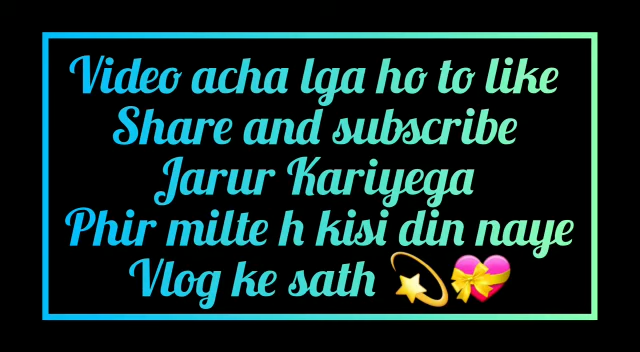 Video acha lga ho to like
Share and subscribe
Jarur Kariyega
Phir milte h kisi din naye
Vlog ke sath 💫💝